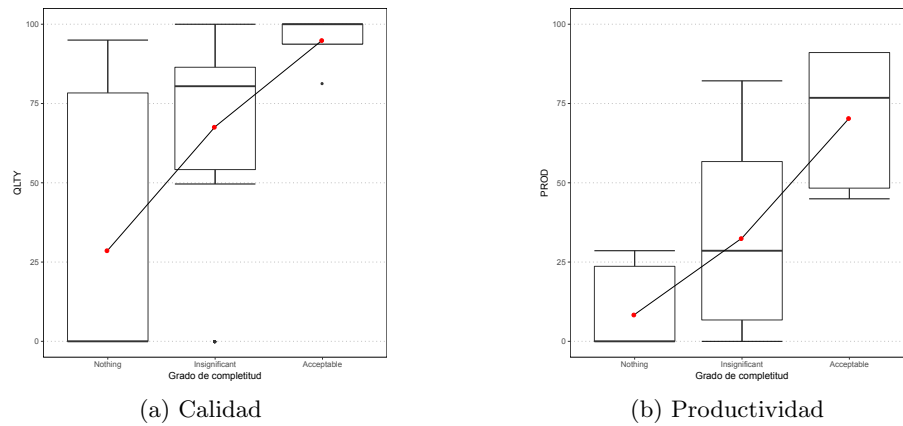 100
75
50
25
0
QLTY
Nothing
Insignificant
Acceptable
Grado de completitud
(a) Calidad
100
75
50
25
0
PROD
Nothing
Insignificant
Acceptable
Grado de completitud
(b) Productividad